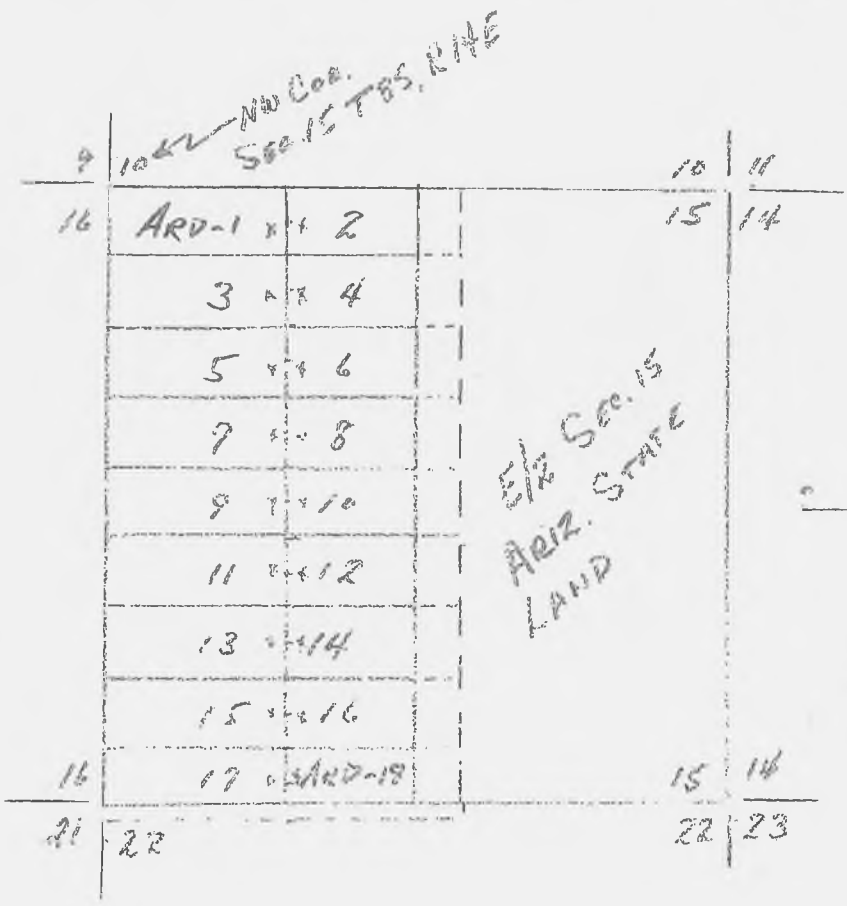 NW COR.
SEC. 15 T8S, R14E
9 10 10 11
16 15 14
ARD-1 2
3 4
5 6
7 8
9 10
11 12
13 14
15 16
17 ARD-18
E/2 SEC. 15
ARIZ. STATE
LAND
16 15 14
21 22 22 23